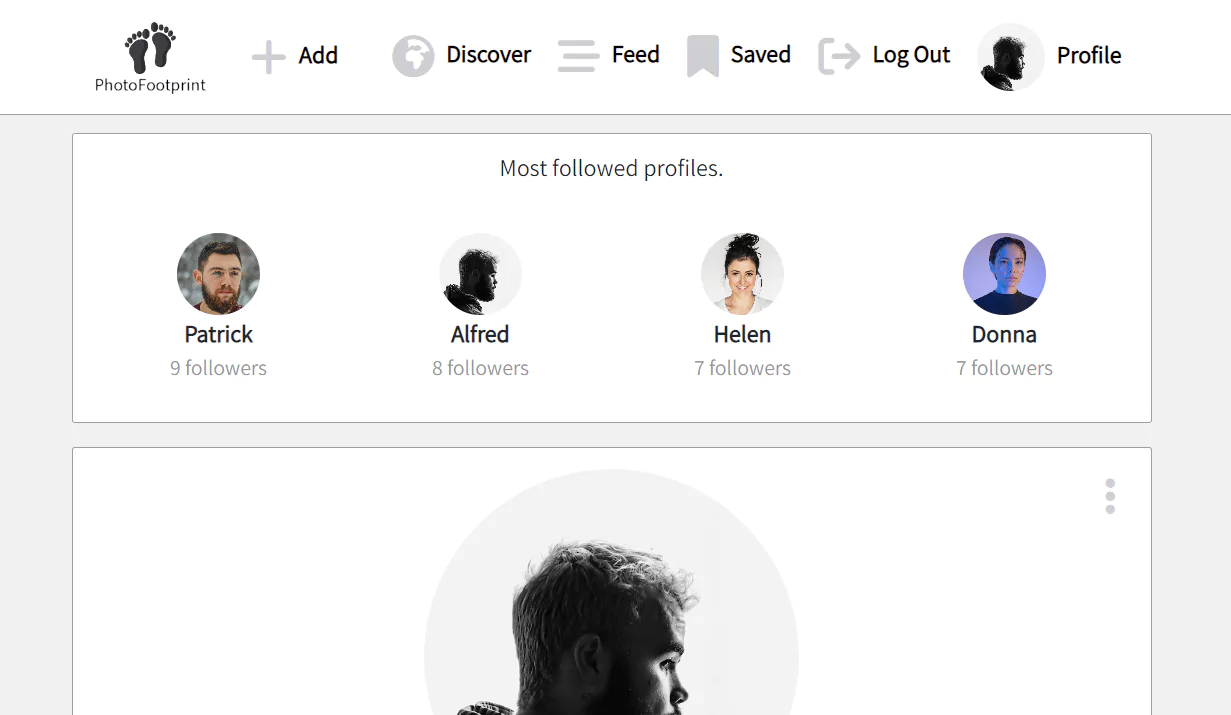 PhotoFootprint
Add
Discover
Feed
Saved
Log Out
Profile
Most followed profiles.
Patrick
Alfred
Helen
Donna
9 followers
8 followers
7 followers
7 followers